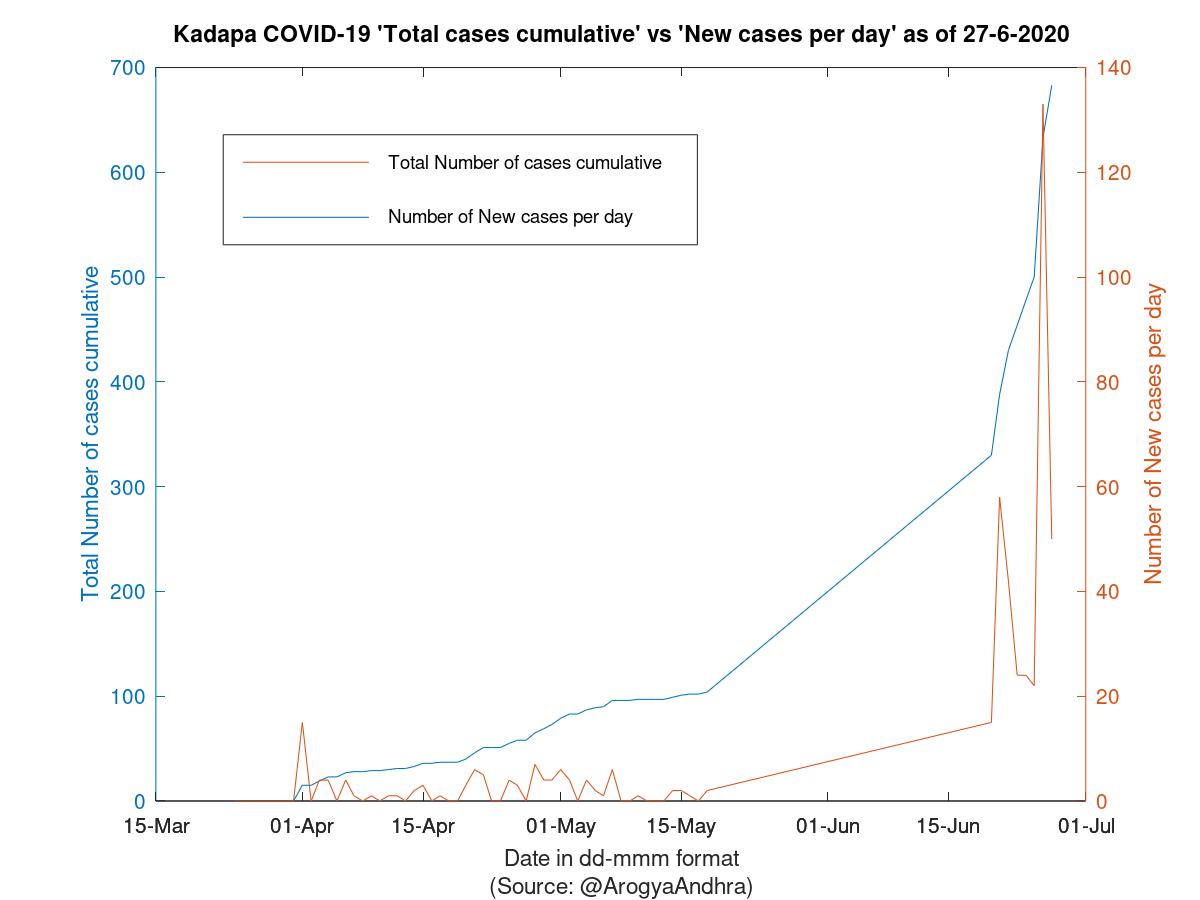 Kadapa COVID-19 'Total cases cumulative' vs 'New cases per day' as of 27-6-2020
700
600
500
400
300
200
100
0
Total Number of cases cumulative
Total Number of cases cumulative
Number of New cases per day
140
120
100
80
60
40
20
0
Number of New cases per day
15-Mar
01-Apr
15-Apr
01-May
15-May
01-Jun
15-Jun
01-Jul
Date in dd-mmm format
(Source: @ArogyaAndhra)